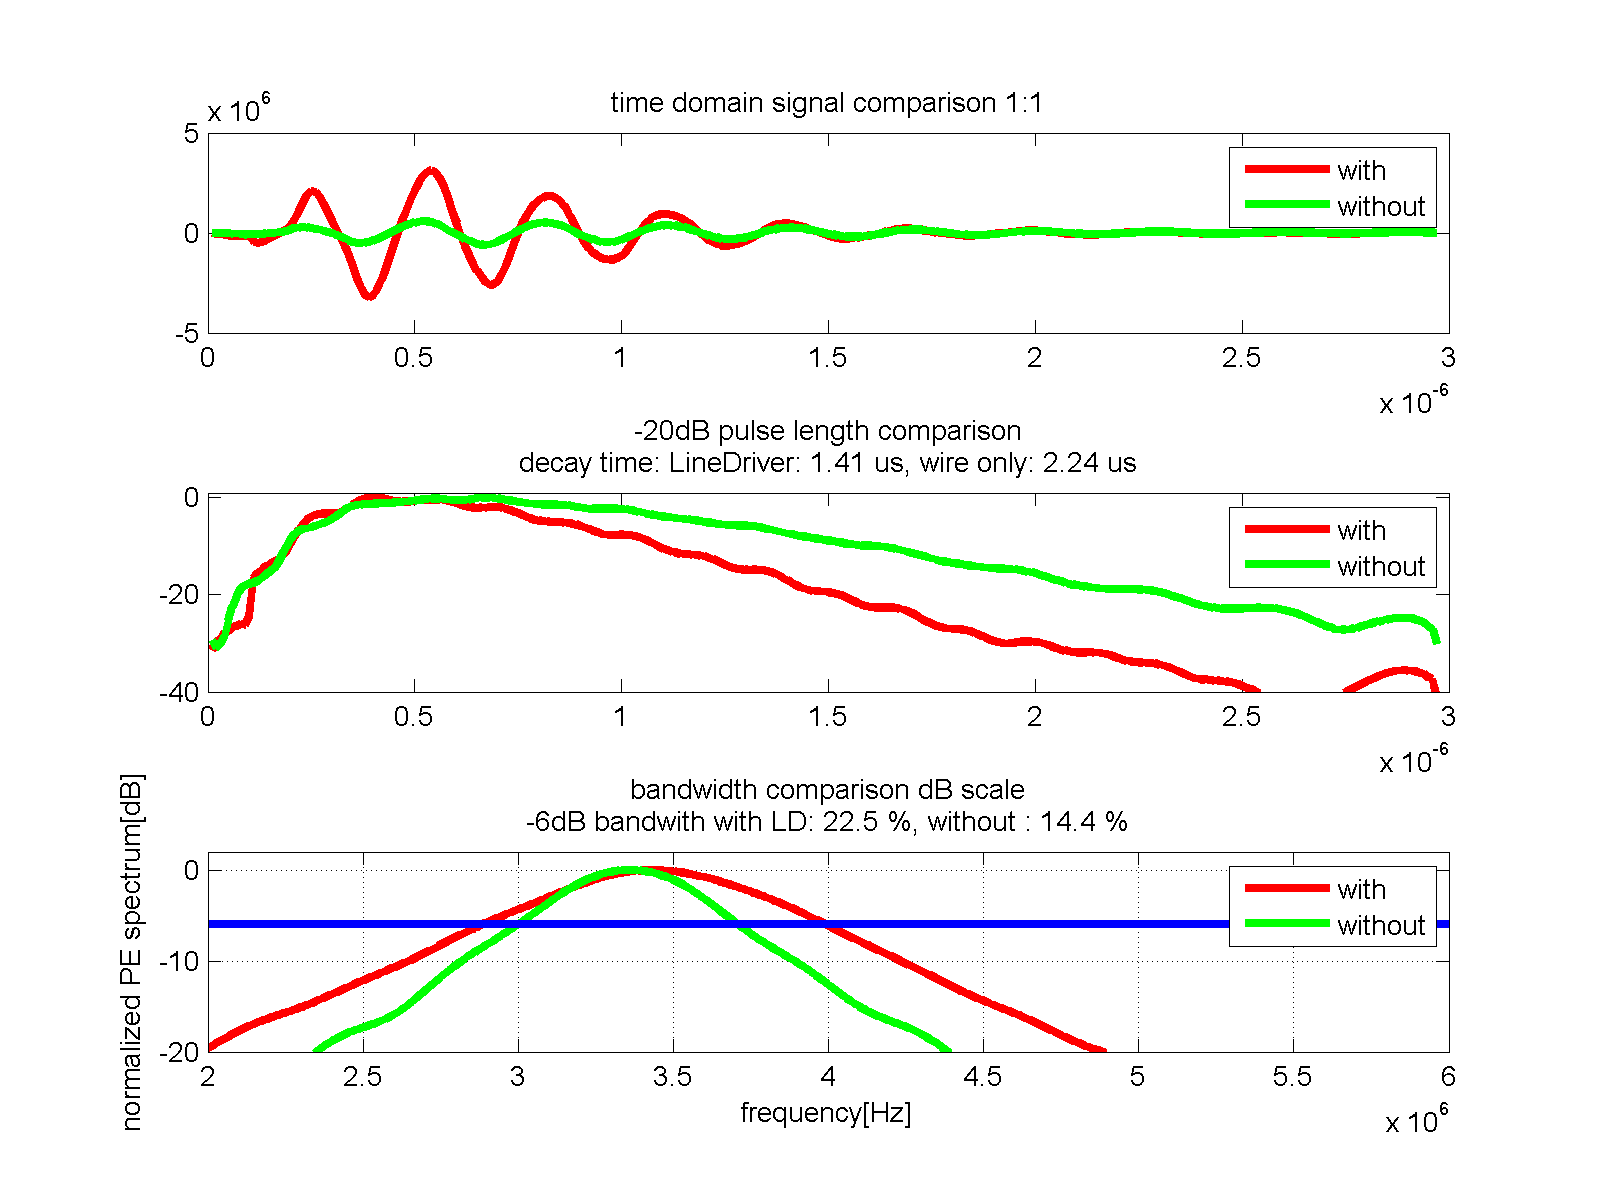 time domain signal comparison 1:1
x 10^6
5
0
-5
0 0.5 1 1.5 2 2.5 3
x 10^-6
with
without
-20dB pulse length comparison
decay time: LineDriver: 1.41 us, wire only: 2.24 us
0
-20
-40
0 0.5 1 1.5 2 2.5 3
x 10^-6
with
without
bandwidth comparison dB scale
-6dB bandwith with LD: 22.5 %, without : 14.4 %
normalized PE spectrum[dB]
0
-10
-20
2 2.5 3 3.5 4 4.5 5 5.5 6
x 10^6
frequency[Hz]
with
without